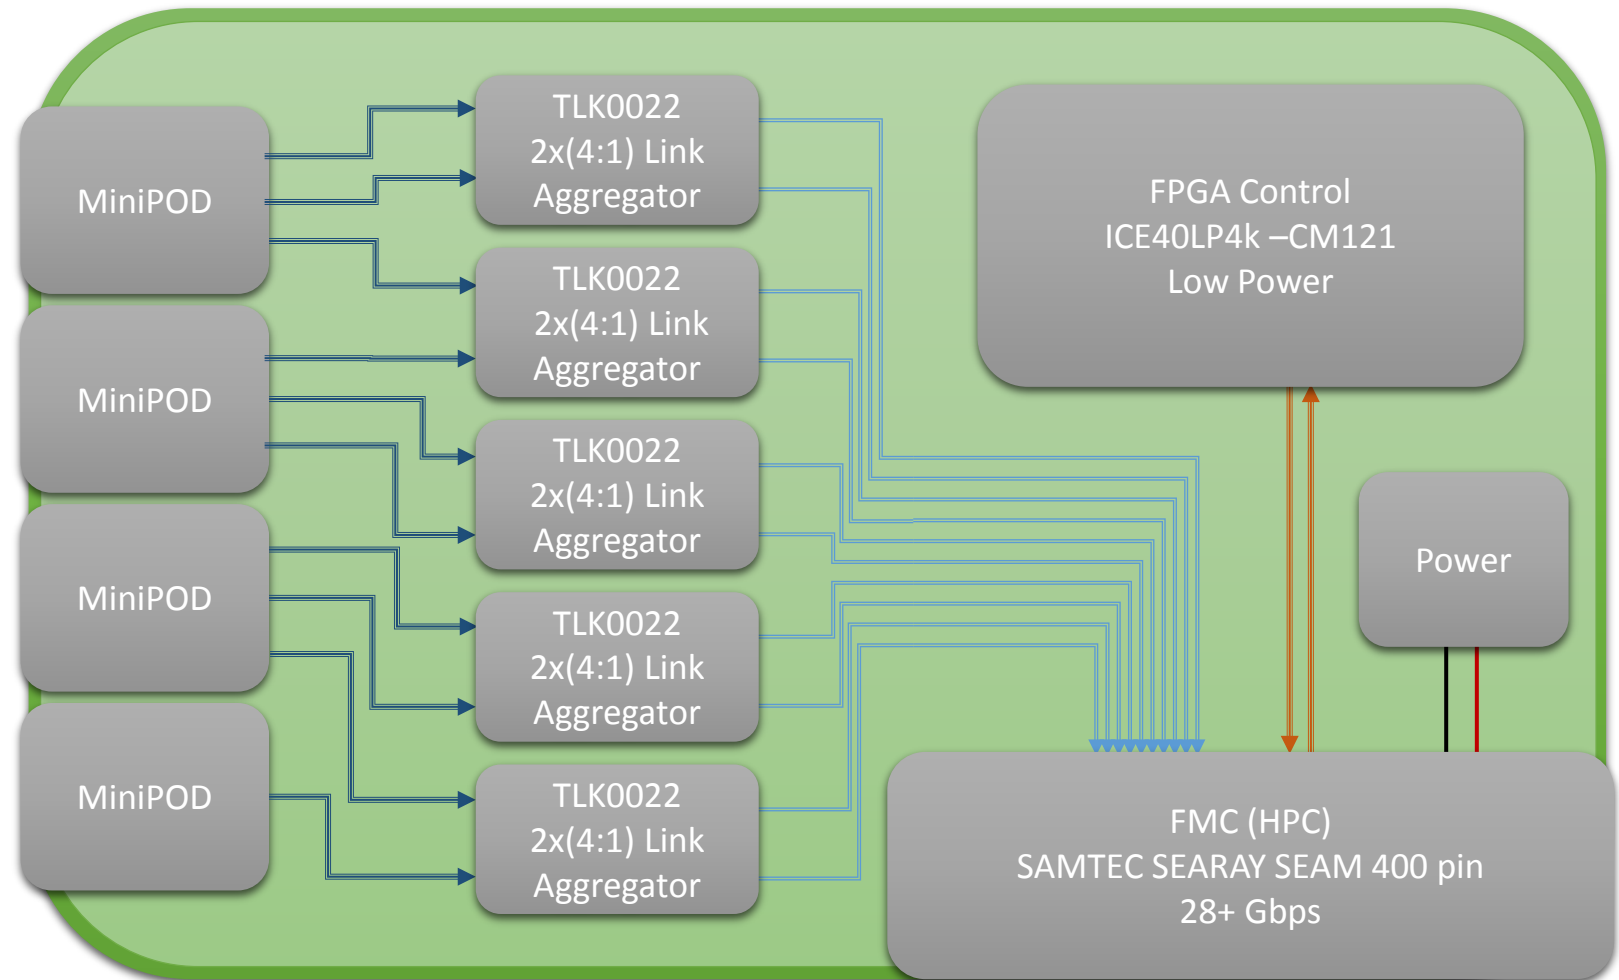 MiniPOD
MiniPOD
MiniPOD
MiniPOD
TLK0022
2x(4:1) Link
Aggregator
TLK0022
2x(4:1) Link
Aggregator
TLK0022
2x(4:1) Link
Aggregator
TLK0022
2x(4:1) Link
Aggregator
TLK0022
2x(4:1) Link
Aggregator
FPGA Control
ICE40LP4k –CM121
Low Power
Power
FMC (HPC)
SAMTEC SEARAY SEAM 400 pin
28+ Gbps